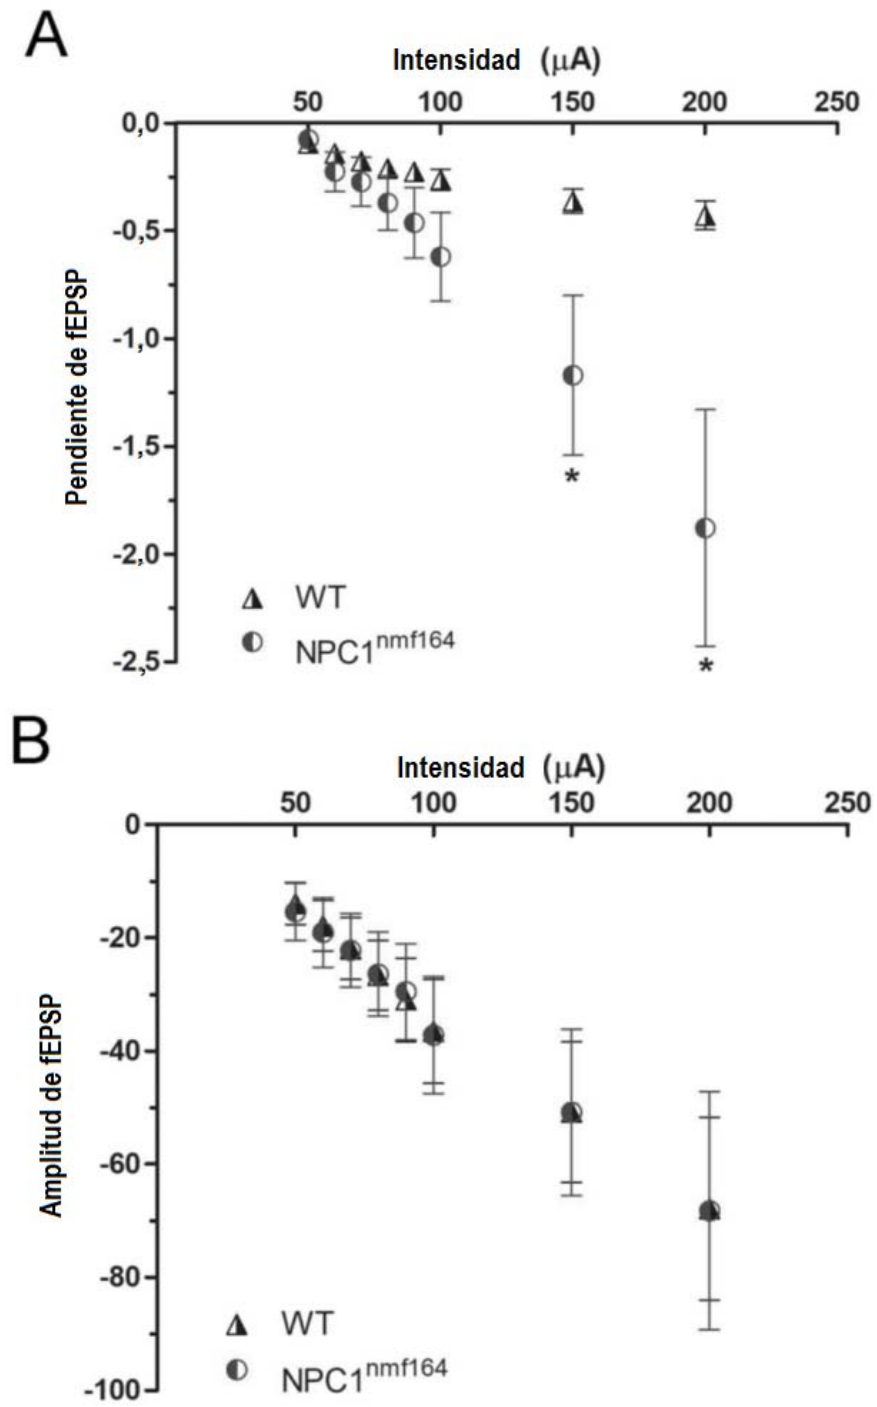 A
Intensidad (μA)
50 100 150 200 250
0,0
-0,5
-1,0
-1,5
-2,0
-2,5
Pendiente de fEPSP
*
*
WT
NPC1nmf164
B
Intensidad (μA)
50 100 150 200 250
0
-20
-40
-60
-80
-100
Amplitud de fEPSP
WT
NPC1nmf164